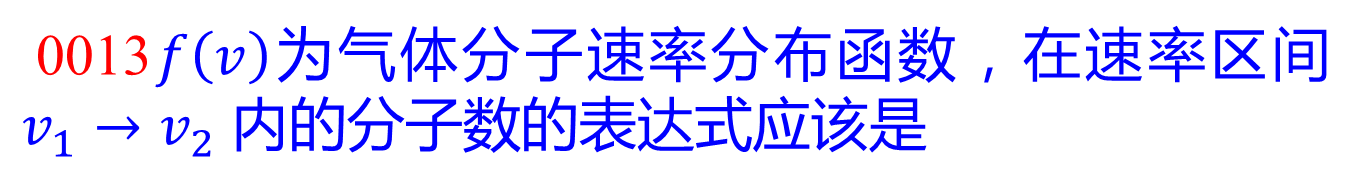 0013 f(v)为气体分子速率分布函数，在速率区间
v₁ → v₂ 内的分子数的表达式应该是